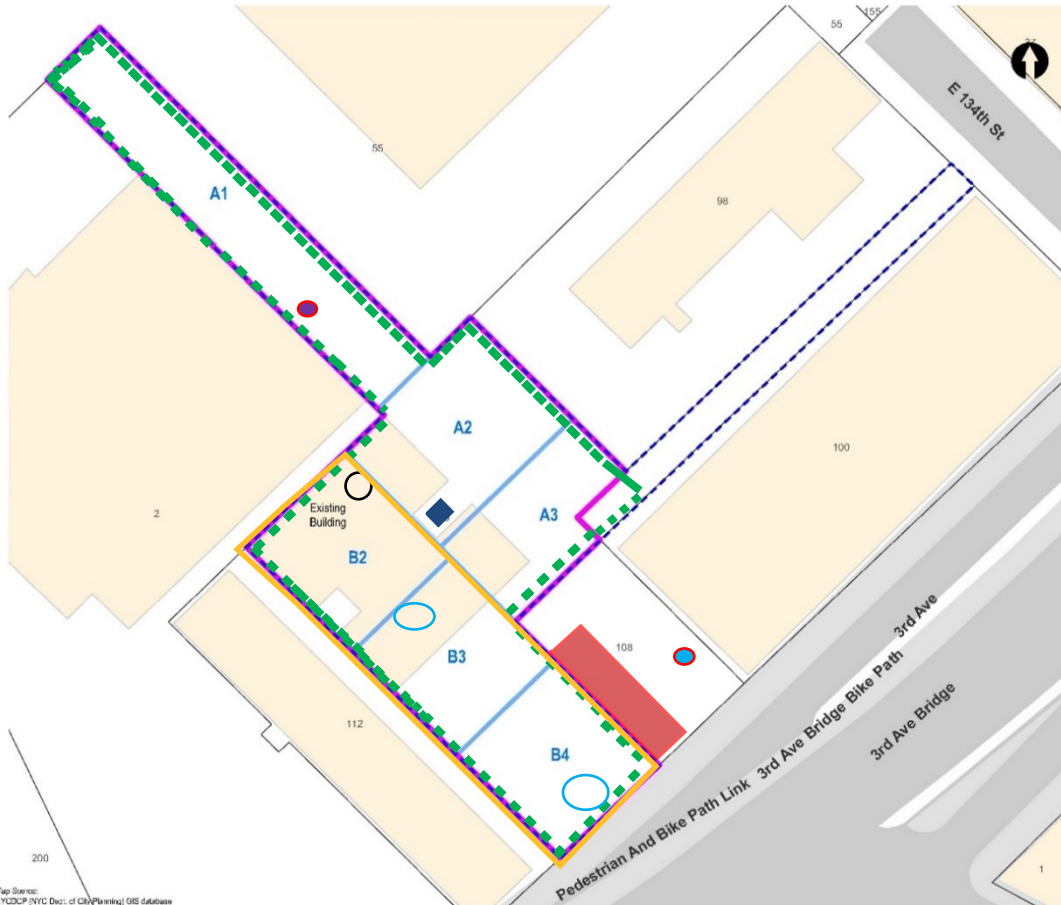 155
55
E 134th St
55
98
A1
A2
100
A3
2
Existing
Building
B2
3rd Ave
108
B3
3rd Ave Bridge Bike Path
3rd Ave Bridge
112
B4
Pedestrian And Bike Path Link
200
1
NYC Dept. of City Planning] GIS database